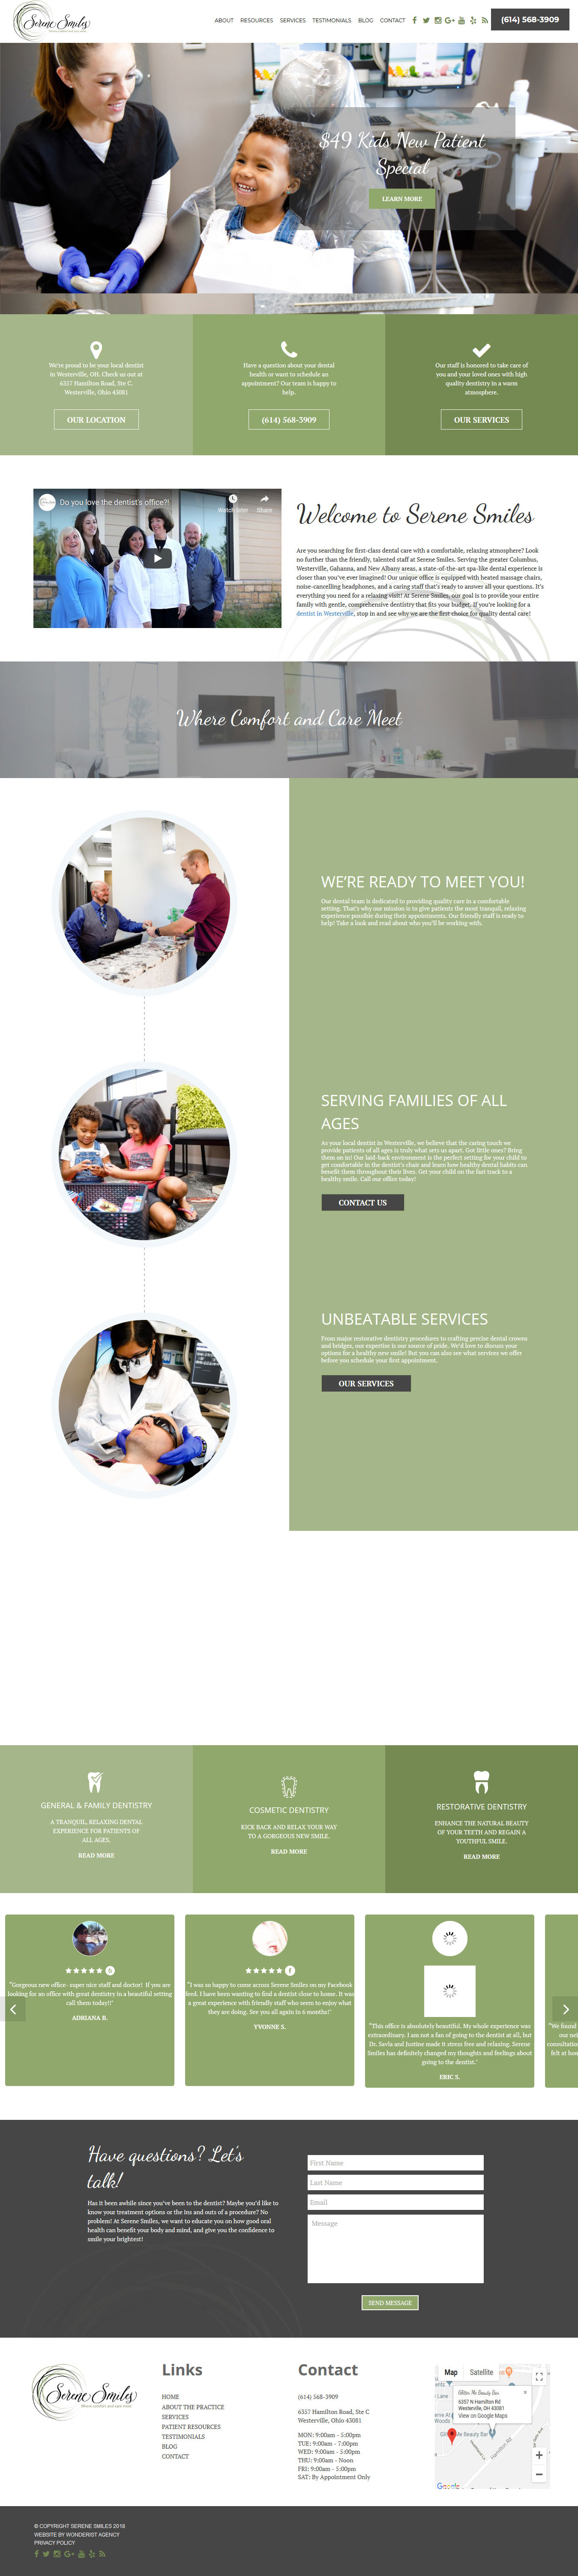 Serene Smiles
Where comfort and care meet
ABOUT RESOURCES SERVICES TESTIMONIALS BLOG CONTACT
(614) 568-3909
$49 Kids New Patient
Special
LEARN MORE
We're proud to be your local dentist
in Westerville, OH. Check us out at
6357 Hamilton Road, Ste C.
Westerville, Ohio 43081
OUR LOCATION
Have a question about your dental
health or want to schedule an
appointment? Our team is happy to
help.
(614) 568-3909
Our staff is honored to take care of
you and your loved ones with high
quality dentistry in a warm
atmosphere.
OUR SERVICES
Do you love the dentist's office?!
Watch later Share
Welcome to Serene Smiles
Are you searching for first-class dental care with a comfortable, relaxing atmosphere? Look
no further than the friendly, talented staff at Serene Smiles. Serving the greater Columbus,
Westerville, Gahanna, and New Albany areas, a state-of-the-art spa-like dental experience is
closer than you've ever imagined! Our unique office is equipped with heated massage chairs,
noise-cancelling headphones, and a caring staff that's ready to answer all your questions. It's
everything you need for a relaxing visit! At Serene Smiles, our goal is to provide your entire
family with gentle, comprehensive dentistry that fits your budget. If you're looking for a
dentist in Westerville, stop in and see why we are the first choice for quality dental care!
Where Comfort and Care Meet
WE'RE READY TO MEET YOU!
Our dental team is dedicated to providing quality care in a comfortable
setting. That's why our mission is to give patients the most tranquil, relaxing
experience possible during their appointments. Our friendly staff is ready to
help! Take a look and read about who you'll be working with.
SERVING FAMILIES OF ALL
AGES
As your local dentist in Westerville, we believe that the caring touch we
provide patients of all ages is truly what sets us apart. Got little ones? Bring
them on in! Our laid-back environment is the perfect setting for your child to
get comfortable in the dentist's chair and learn how healthy dental habits can
benefit them throughout their lives. Get your child on the fast track to a
healthy smile. Call our office today!
CONTACT US
UNBEATABLE SERVICES
From major restorative dentistry procedures to crafting precise dental crowns
and bridges, our expertise is our source of pride. We'd love to discuss your
options for a healthy new smile! But you can also see what services we offer
before you schedule your first appointment.
OUR SERVICES
GENERAL & FAMILY DENTISTRY
A TRANQUIL, RELAXING DENTAL
EXPERIENCE FOR PATIENTS OF
ALL AGES.
READ MORE
COSMETIC DENTISTRY
KICK BACK AND RELAX YOUR WAY
TO A GORGEOUS NEW SMILE.
READ MORE
RESTORATIVE DENTISTRY
ENHANCE THE NATURAL BEAUTY
OF YOUR TEETH AND REGAIN A
YOUTHFUL SMILE.
READ MORE
"Gorgeous new office- super nice staff and doctor! If you are
looking for an office with great dentistry in a beautiful setting
call them today!!"
ADRIANA B.
"I was so happy to come across Serene Smiles on my Facebook
feed. I have been wanting to find a dentist close to home. It was
a great experience with friendly staff who seem to enjoy what
they are doing. See you all again in 6 months!"
YVONNE S.
"This office is absolutely beautiful. My whole experience was
extraordinary. I am not a fan of going to the dentist at all, but
Dr. Savla and Justine made it stress free and relaxing. Serene
Smiles has definitely changed my thoughts and feelings about
going to the dentist."
ERIC S.
"We found
our nei
consultatio
felt at hom
Have questions? Let's
talk!
Has it been awhile since you've been to the dentist? Maybe you'd like to
know your treatment options or the ins and outs of a procedure? No
problem! At Serene Smiles, we want to educate you on how good oral
health can benefit your body and mind, and give you the confidence to
smile your brightest!
First Name
Last Name
Email
Message
SEND MESSAGE
Serene Smiles
Where comfort and care meet
Links
HOME
ABOUT THE PRACTICE
SERVICES
PATIENT RESOURCES
TESTIMONIALS
BLOG
CONTACT
Contact
(614) 568-3909
6357 Hamilton Road, Ste C
Westerville, Ohio 43081
MON: 9:00am - 5:00pm
TUE: 9:00am - 7:00pm
WED: 9:00am - 5:00pm
THU: 9:00am - Noon
FRI: 9:00am - 5:00pm
SAT: By Appointment Only
Map Satellite
Glitter Me Beauty Bar
6357 N Hamilton Rd
Westerville, OH 43081
View on Google Maps
Me Beauty Bar
Hamilton Rd
Google
© COPYRIGHT SERENE SMILES 2018
WEBSITE BY WONDERIST AGENCY
PRIVACY POLICY